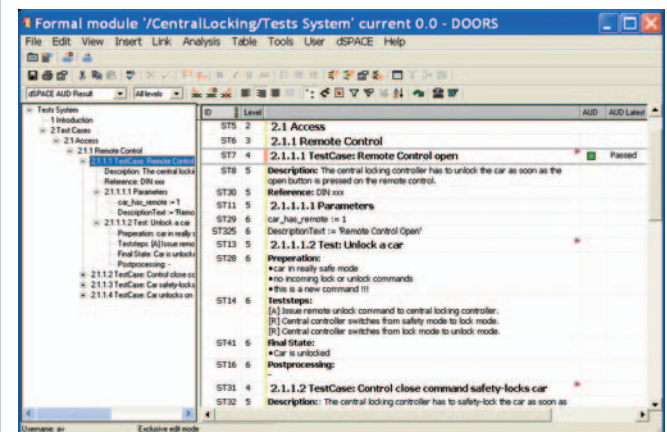 Formal module '/CentralLocking/Tests System' current 0.0 - DOORS
File Edit View Insert Link Analysis Table Tools User dSPACE Help
dSPACE AUD Result All levels
Tests System
1 Introduction
2 Test Cases
2.1 Access
2.1.1 Remote Control
2.1.1.1 TestCase: Remote Control
Description: The central locki
Reference: DIN xxx
2.1.1.1.1 Parameters
car_has_remote := 1
DescriptionText := 'Remo
2.1.1.1.2 Test: Unlock a car
Preperation: car in really s
Teststeps: [A] Issue remo
Final State: Car is unlock
Postprocessing: -
2.1.1.2 TestCase: Control close co
2.1.1.3 TestCase: Car safety-locks
2.1.1.4 TestCase: Car unlocks on
ID Level AUD AUD Latest
ST5 2 2.1 Access
ST6 3 2.1.1 Remote Control
ST7 4 2.1.1.1 TestCase: Remote Control open Passed
ST8 5 Description: The central locking controller has to unlock the car as soon as the
open button is pressed on the remote control.
ST30 5 Reference: DIN xxx
ST11 5 2.1.1.1.1 Parameters
ST29 6 car_has_remote := 1
ST325 6 DescriptionText := 'Remote Control Open'
ST13 5 2.1.1.1.2 Test: Unlock a car
ST28 6 Preperation:
•car in really safe mode
•no incoming lock or unlock commands
•this is a new command !!!
ST14 6 Teststeps:
[A] Issue remote unlock command to central locking controller.
[R] Central controller switches from safety mode to lock mode.
[R] Central controller switches from lock mode to unlock mode.
ST41 6 Final State:
•Car is unlocked
ST16 6 Postprocessing:
-
ST31 4 2.1.1.2 TestCase: Control close command safety-locks car
ST32 5 Description:: The central locking controller has to safety-lock the car as soon as
Username: av Exclusive edit mode